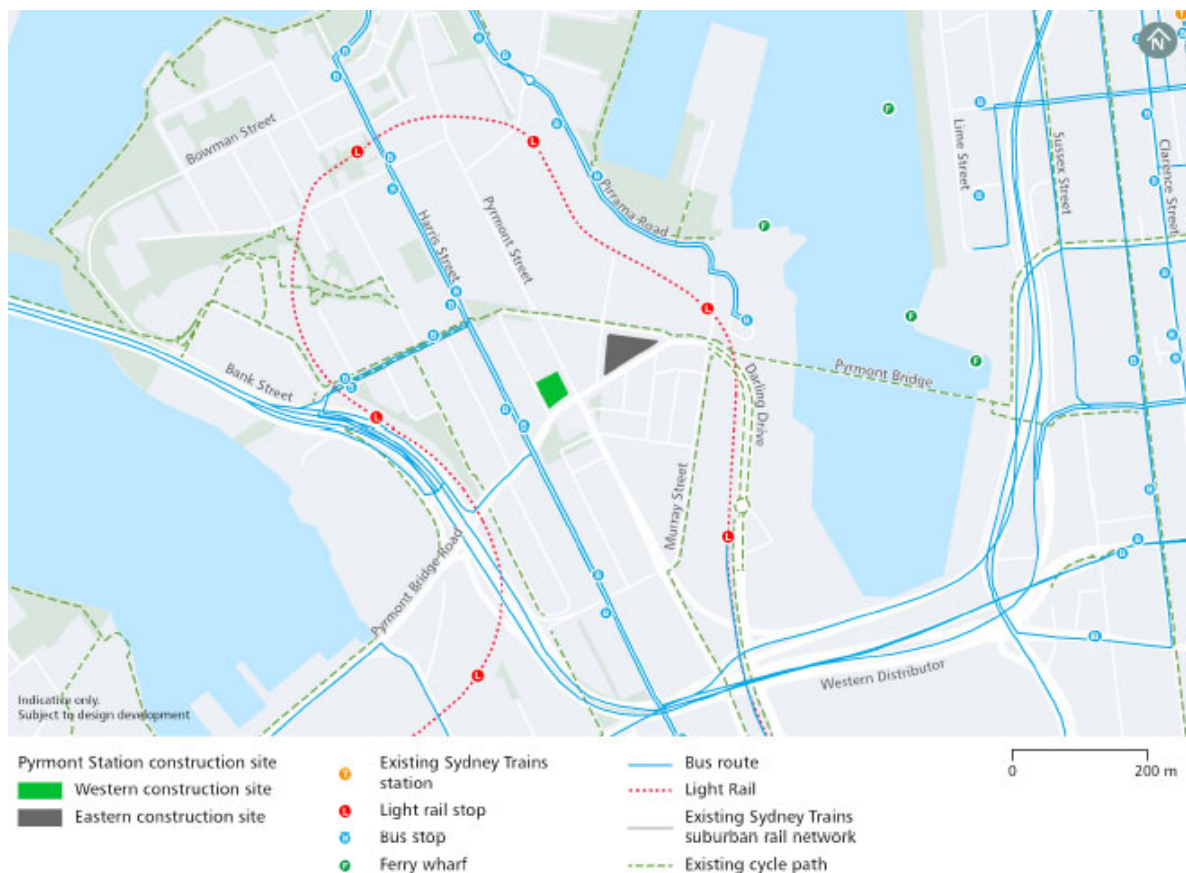 N
Bowman Street
Harris Street
Pyrmont Street
Pirrama Road
Lime Street
Sussex Street
Clarence Street
Bank Street
Pyrmont Bridge
Darling Drive
Murray Street
Pyrmont Bridge Road
Western Distributor
Indicative only.
Subject to design development
Pyrmont Station construction site
Western construction site
Eastern construction site
T
Existing Sydney Trains
station
L
Light rail stop
B
Bus stop
F
Ferry wharf
Bus route
Light Rail
Existing Sydney Trains
suburban rail network
Existing cycle path
0
200 m